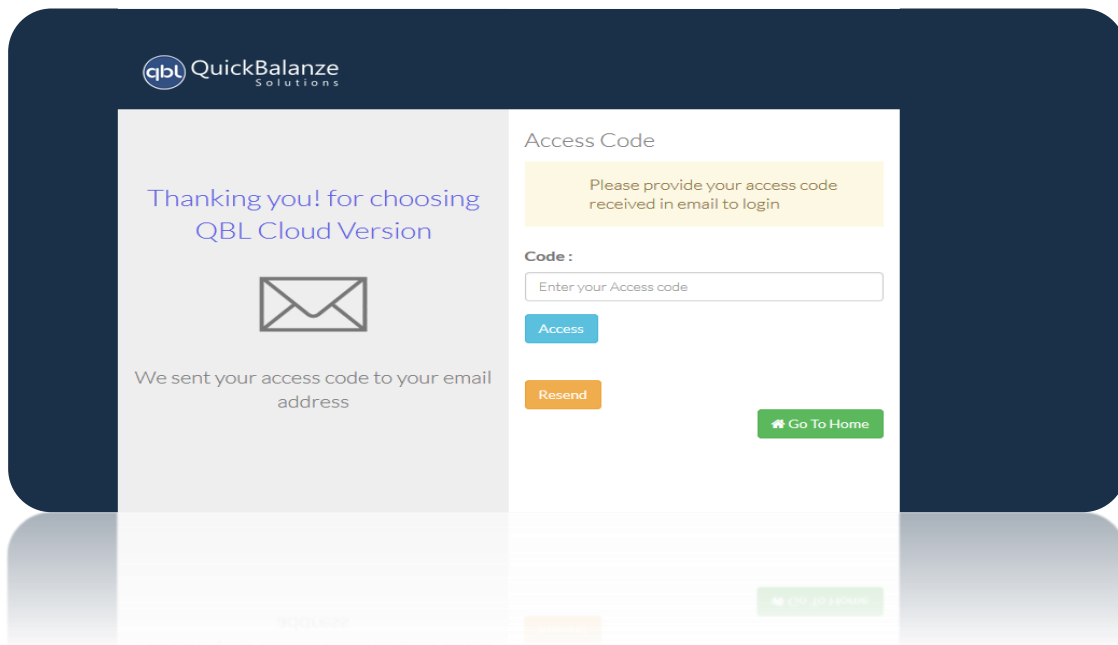 qbl QuickBalanze
Solutions
Thanking you! for choosing
QBL Cloud Version
We sent your access code to your email
address
Access Code
Please provide your access code
received in email to login
Code :
Enter your Access code
Access
Resend
Go To Home